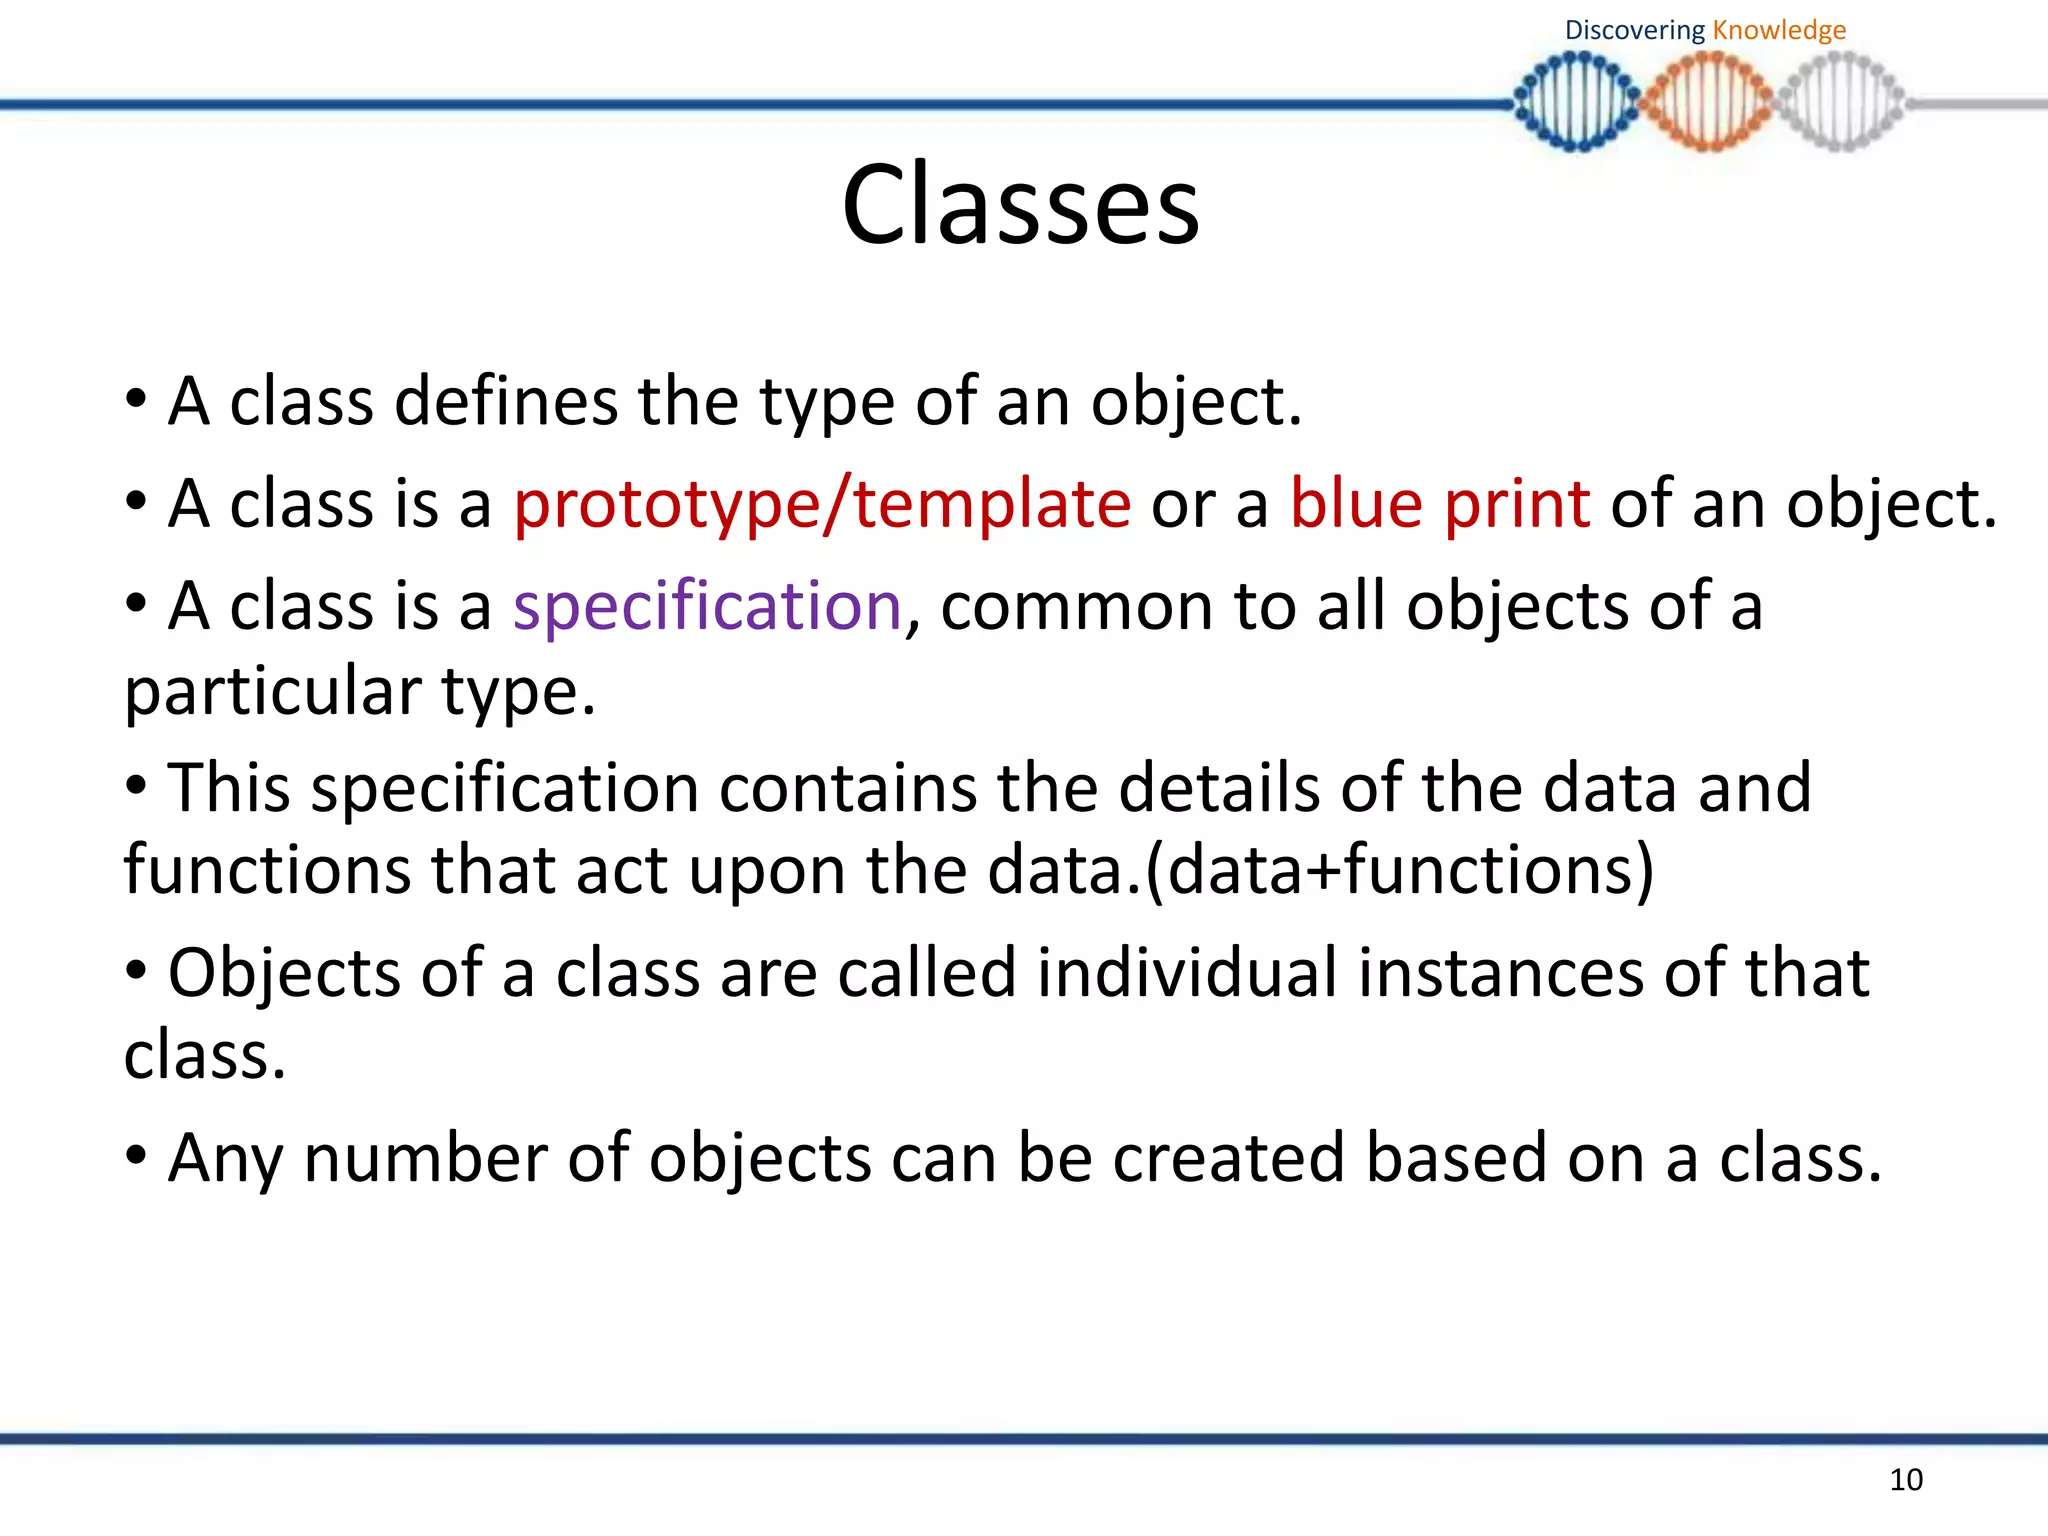 Discovering Knowledge
Classes
• A class defines the type of an object.
• A class is a prototype/template or a blue print of an object.
• A class is a specification, common to all objects of a
particular type.
• This specification contains the details of the data and
functions that act upon the data.(data+functions)
• Objects of a class are called individual instances of that
class.
• Any number of objects can be created based on a class.
10